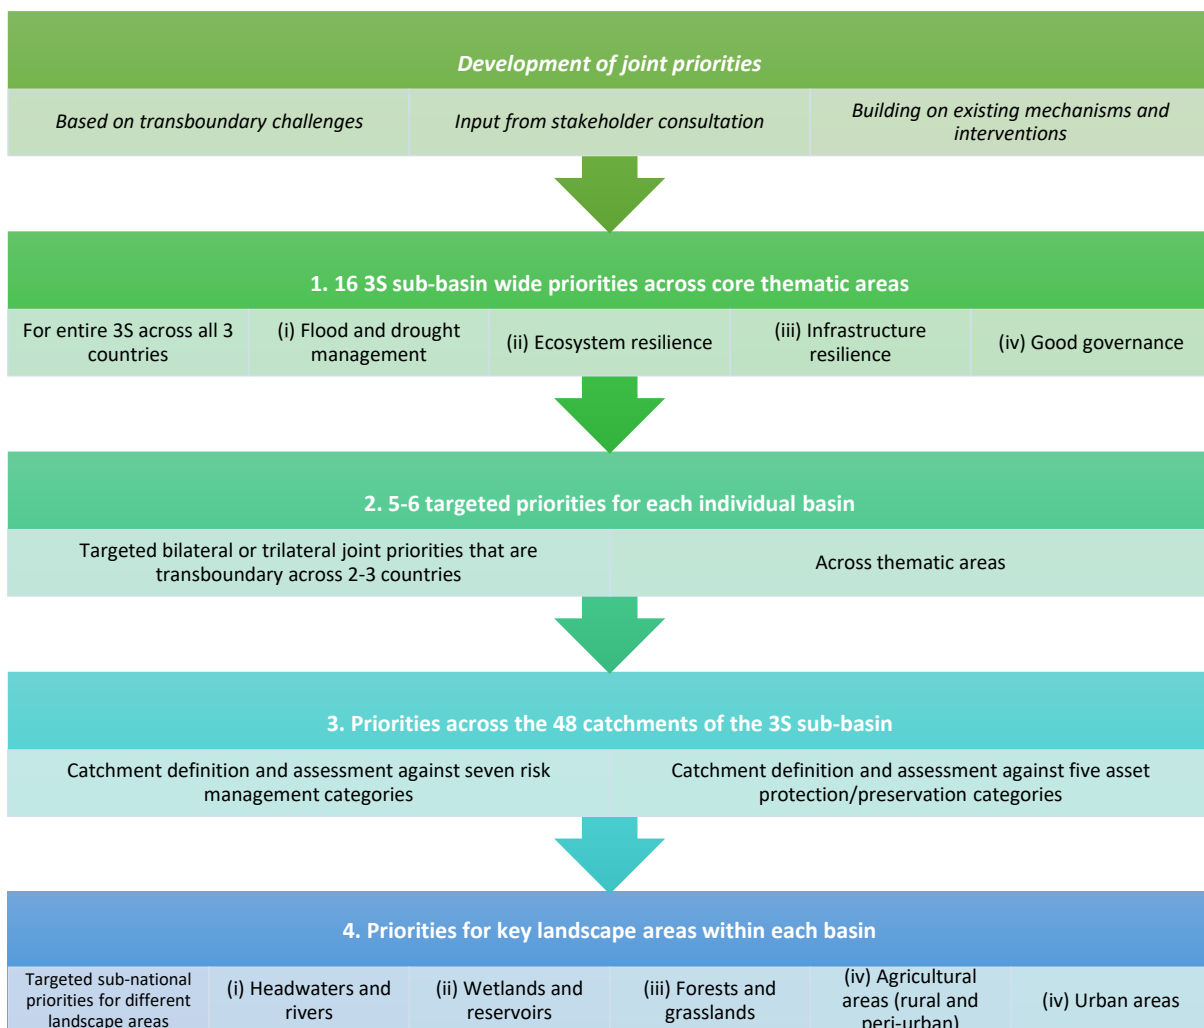 Development of joint priorities
Based on transboundary challenges
Input from stakeholder consultation
Building on existing mechanisms and
interventions
1. 16 3S sub-basin wide priorities across core thematic areas
For entire 3S across all 3
countries
(i) Flood and drought
management
(ii) Ecosystem resilience
(iii) Infrastructure
resilience
(iv) Good governance
2. 5-6 targeted priorities for each individual basin
Targeted bilateral or trilateral joint priorities that are
transboundary across 2-3 countries
Across thematic areas
3. Priorities across the 48 catchments of the 3S sub-basin
Catchment definition and assessment against seven risk
management categories
Catchment definition and assessment against five asset
protection/preservation categories
4. Priorities for key landscape areas within each basin
Targeted sub-national
priorities for different
landscape areas
(i) Headwaters and
rivers
(ii) Wetlands and
reservoirs
(iii) Forests and
grasslands
(iv) Agricultural
areas (rural and
peri-urban)
(iv) Urban areas